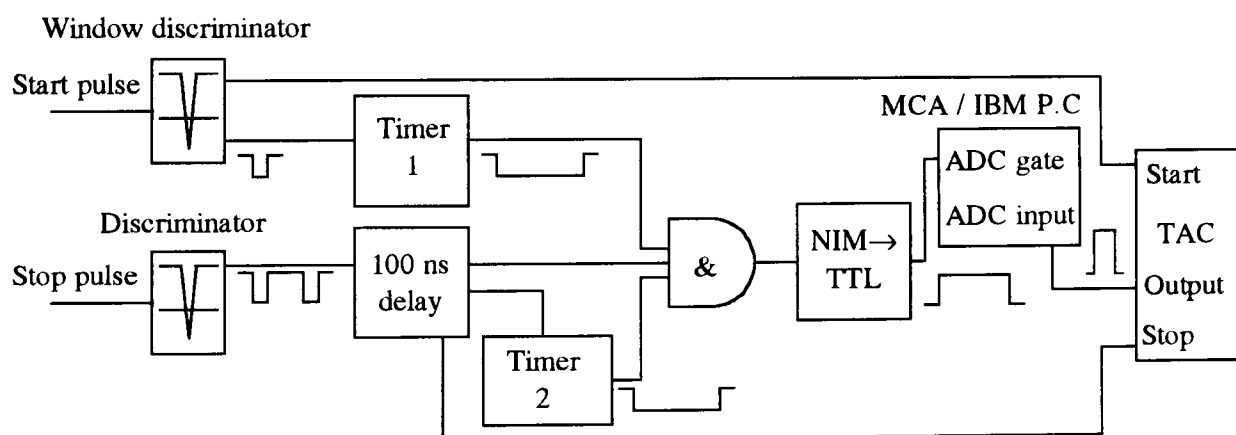 Window discriminator
Start pulse
Timer
1
MCA / IBM P.C
ADC gate
ADC input
Start
TAC
Output
Stop
Discriminator
Stop pulse
100 ns
delay
Timer
2
&
NIM→
TTL